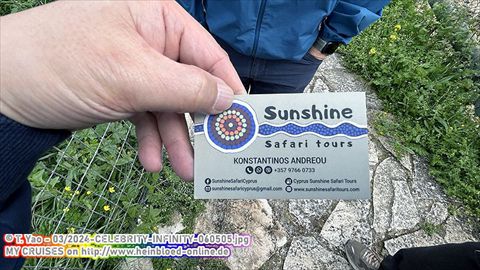 Sunshine
Safari tours
KONSTANTINOS ANDREOU
+357 9766 0733
SunshineSafariCyprus
Cyprus Sunshine Safari Tours
sunshinesafaricyprus@gmail.com
www.sunshinesafaritours.com
© T. Yao - 03/2024-CELEBRITY-INFINITY-060505.jpg
MY CRUISES on http://www.heinbloed-online.de